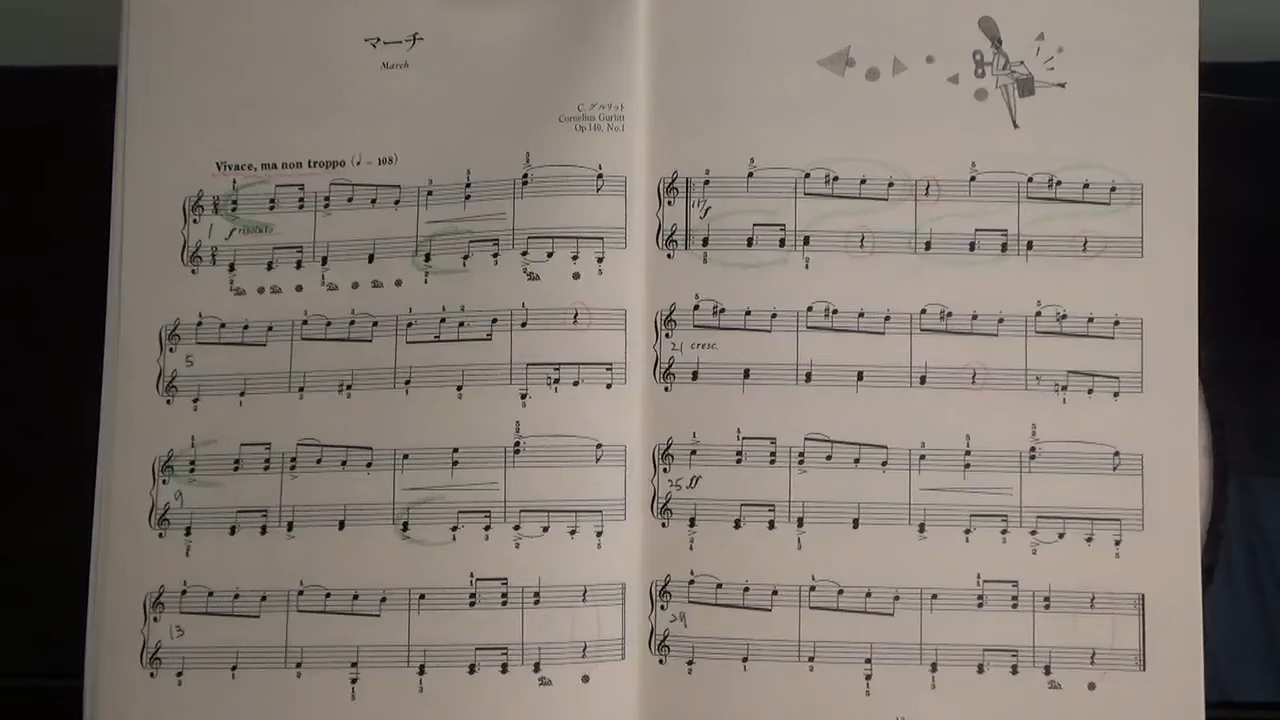 マーチ
March
C. グルリット
Cornelius Gurlitt
Op.140, No.1
Vivace, ma non troppo (♩= 108)
1
f risoluto
5
9
13
17
f
21
cresc.
25
ff
29